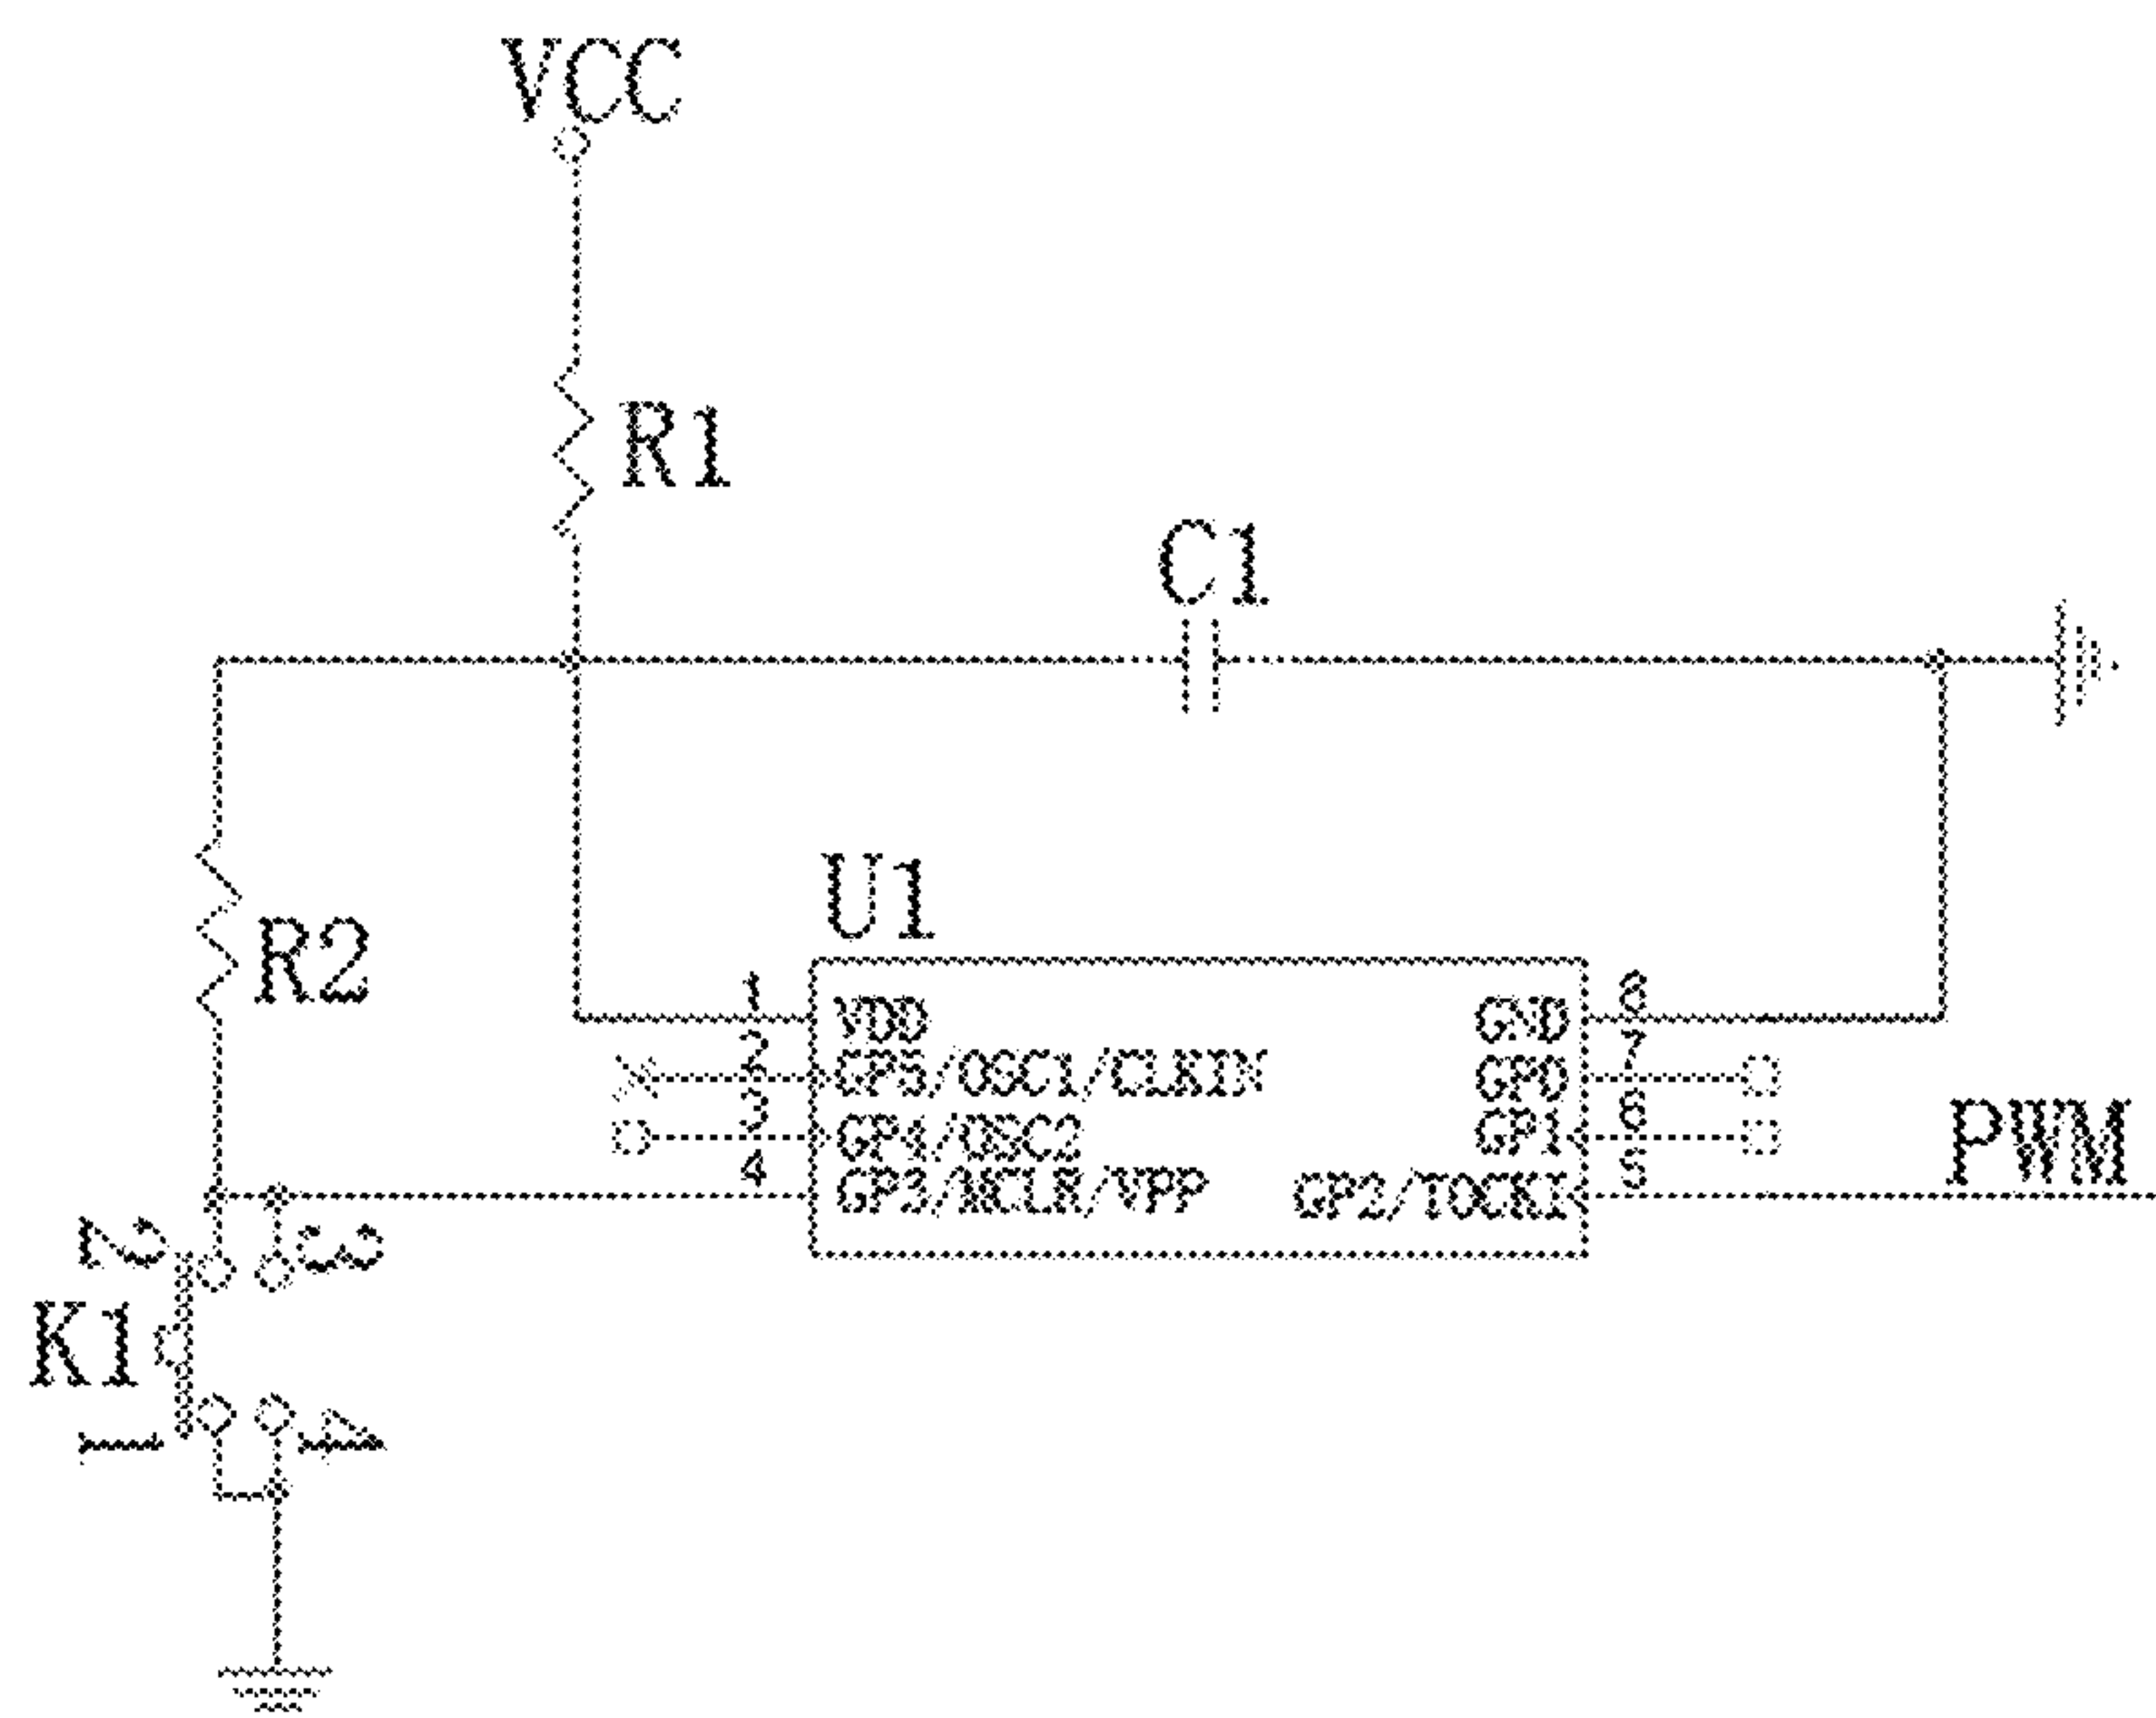 VCC
R1
C1
U1
R2
1 VDD GND 8
2 GP5/OSC1/CLKIN GP0 7
3 GP4/OSC2 GP1 6
4 GP3/MCLR/VPP GP2/TOCKI 5
PWM
2 3
K1
1 4